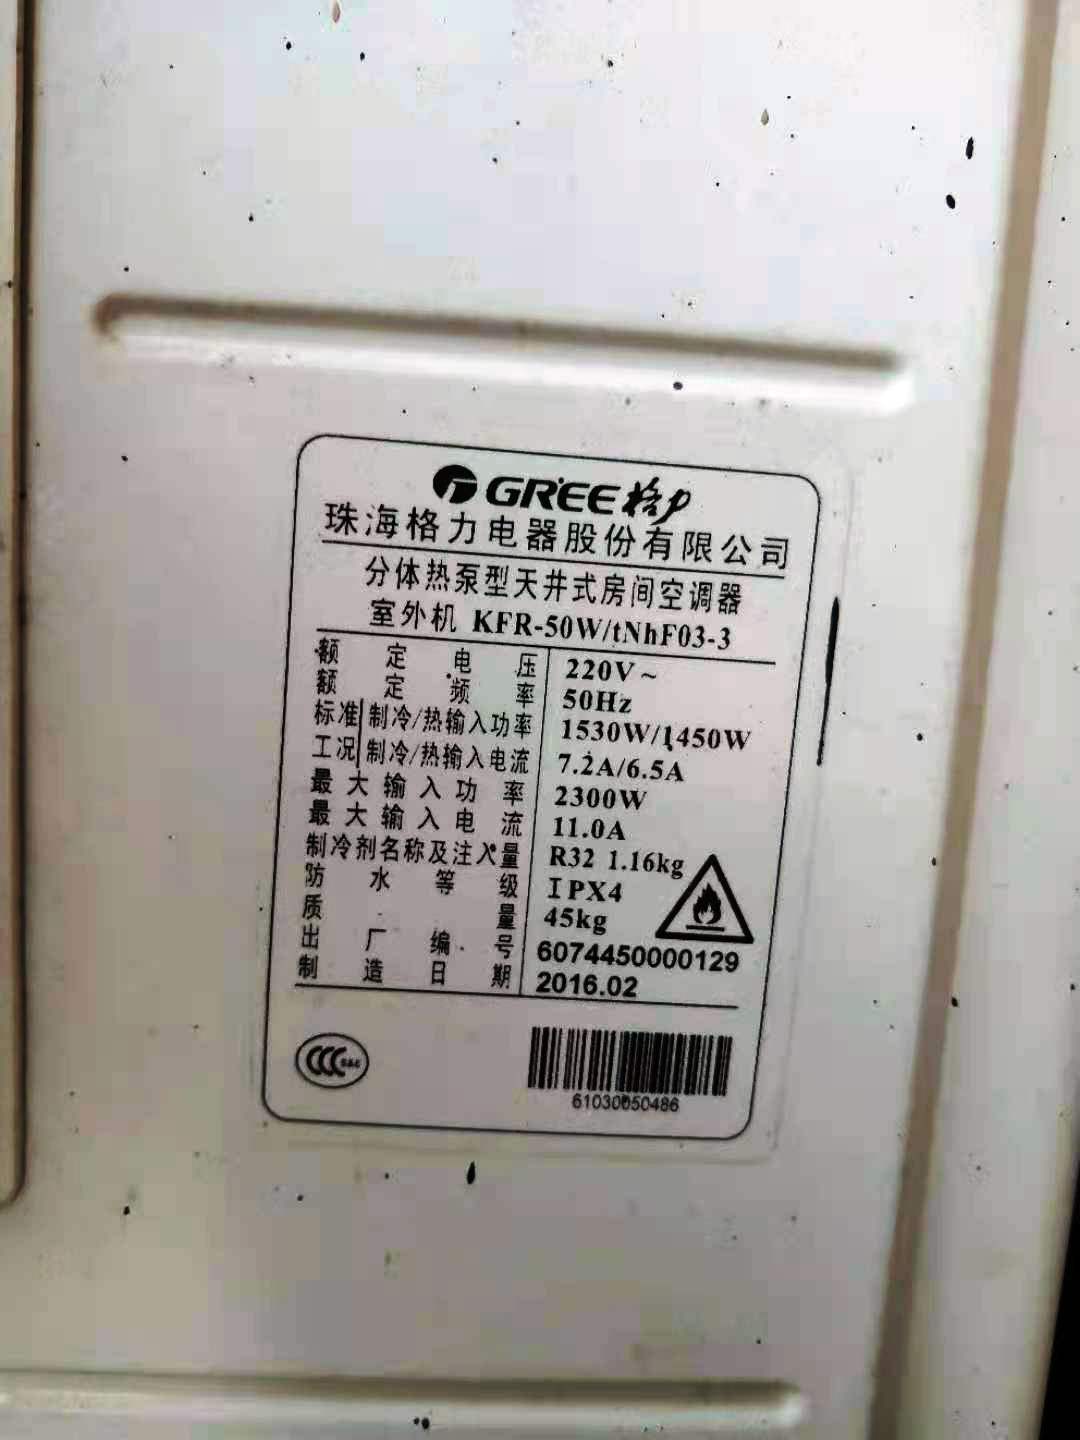 GREE格力
珠海格力电器股份有限公司
分体热泵型天井式房间空调器
室外机 KFR-50W/tNhF03-3
额定电压 220V~
额定频率 50Hz
标准 制冷/热输入功率 1530W/1450W
工况 制冷/热输入电流 7.2A/6.5A
最大输入功率 2300W
最大输入电流 11.0A
制冷剂名称及注入量 R32 1.16kg
防水等级 IPX4
质量 45kg
出厂编号 6074450000129
制造日期 2016.02
CCC S&E
61030050486